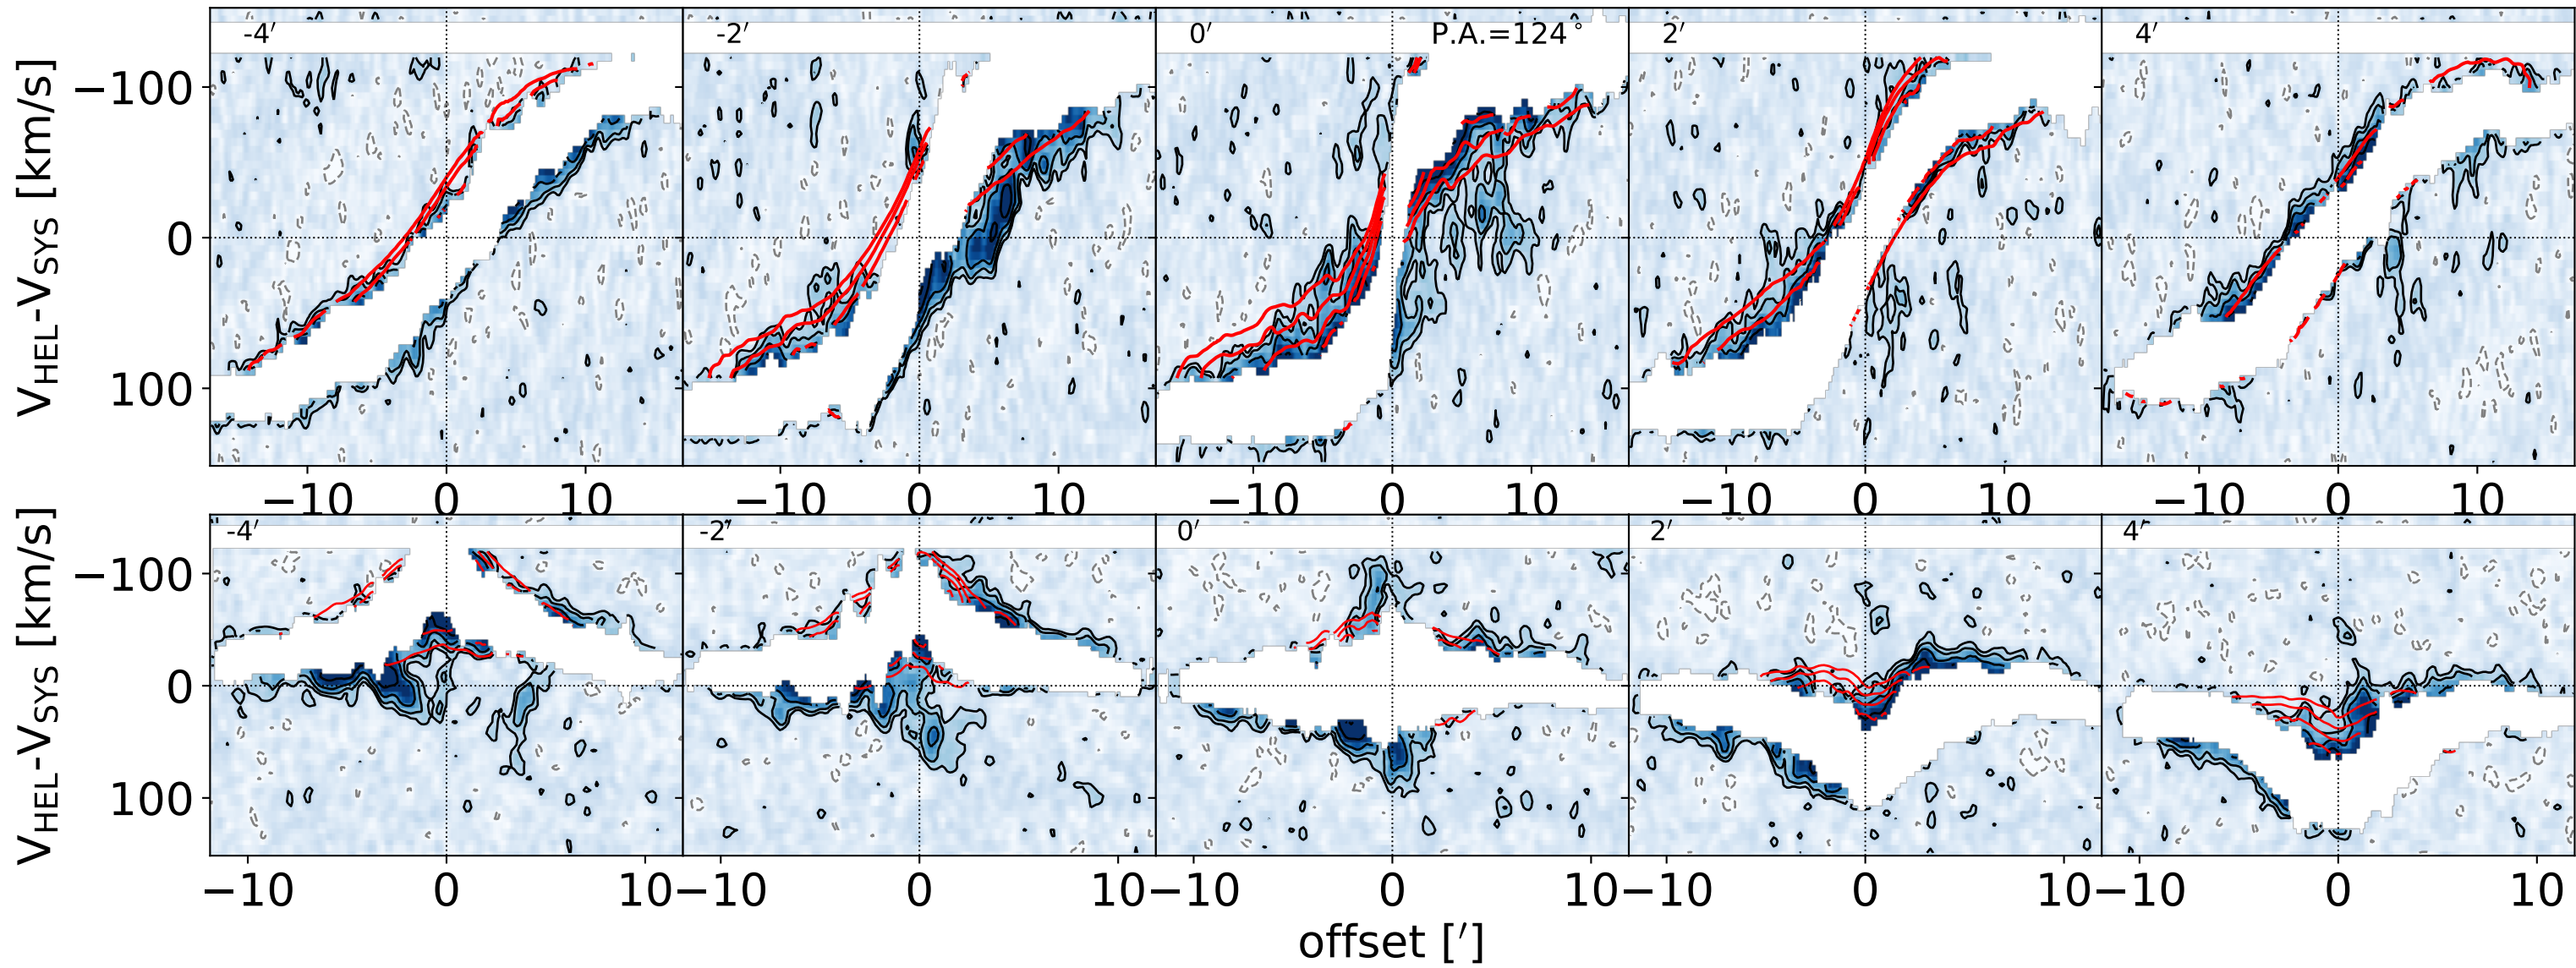 -4′ -2′ 0′ P.A.=124° 2′ 4′
V_HEL-V_SYS [km/s]
−100
0
100
−10 0 10 −10 0 10 −10 0 10 −10 0 10 −10 0 10
-4′ -2′ 0′ 2′ 4′
V_HEL-V_SYS [km/s]
−100
0
100
−10 0 10 −10 0 10 −10 0 10 −10 0 10 −10 0 10
offset [′]